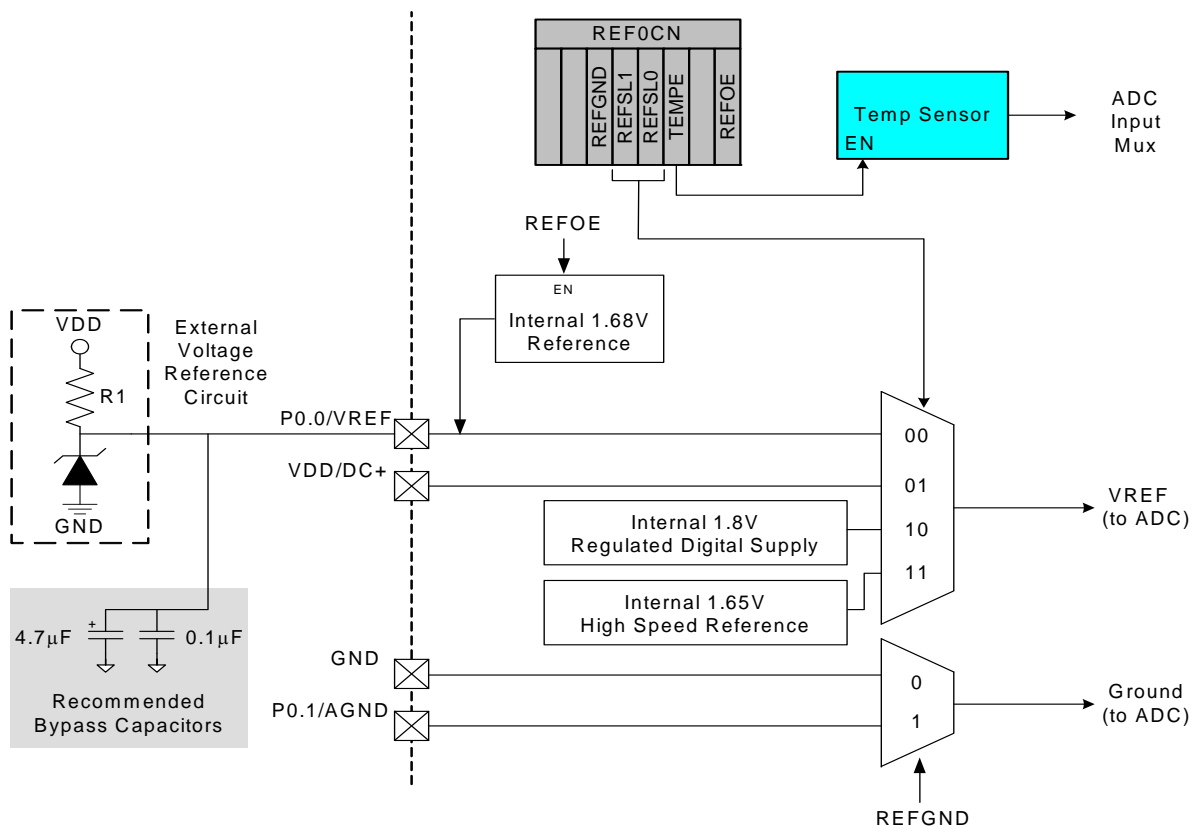 REF0CN
REFGND
REFSL1
REFSL0
TEMPE
REFOE
Temp Sensor
EN
ADC
Input
Mux
REFOE
EN
Internal 1.68V
Reference
VDD
R1
GND
External
Voltage
Reference
Circuit
P0.0/VREF
VDD/DC+
00
01
10
11
Internal 1.8V
Regulated Digital Supply
Internal 1.65V
High Speed Reference
VREF
(to ADC)
4.7µF
+
0.1µF
Recommended
Bypass Capacitors
GND
P0.1/AGND
0
1
Ground
(to ADC)
REFGND